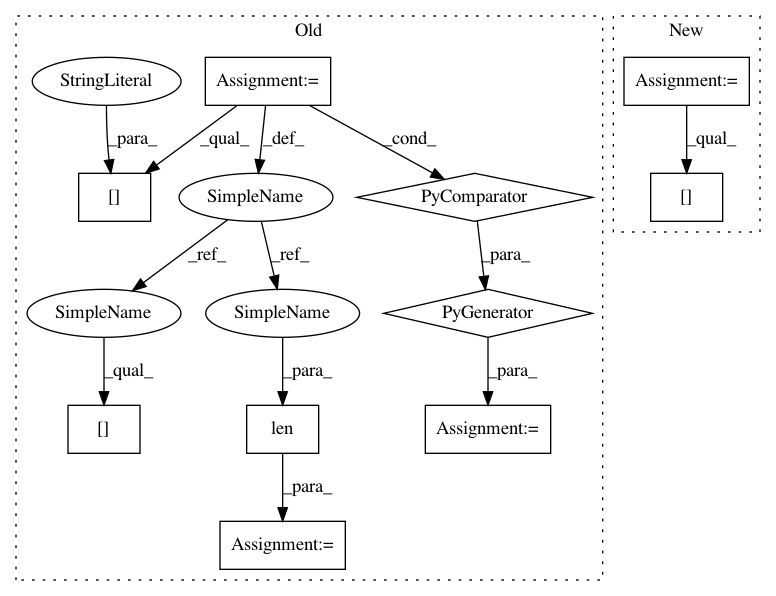 Old
New
StringLiteral
Assignment:=
Assignment:=
_para_
_qual_
_def_
_cond_
_qual_
[]
SimpleName
PyComparator
[]
_ref_
_ref_
_para_
SimpleName
SimpleName
PyGenerator
_qual_
_para_
_para_
[]
len
Assignment:=
_para_
Assignment:=